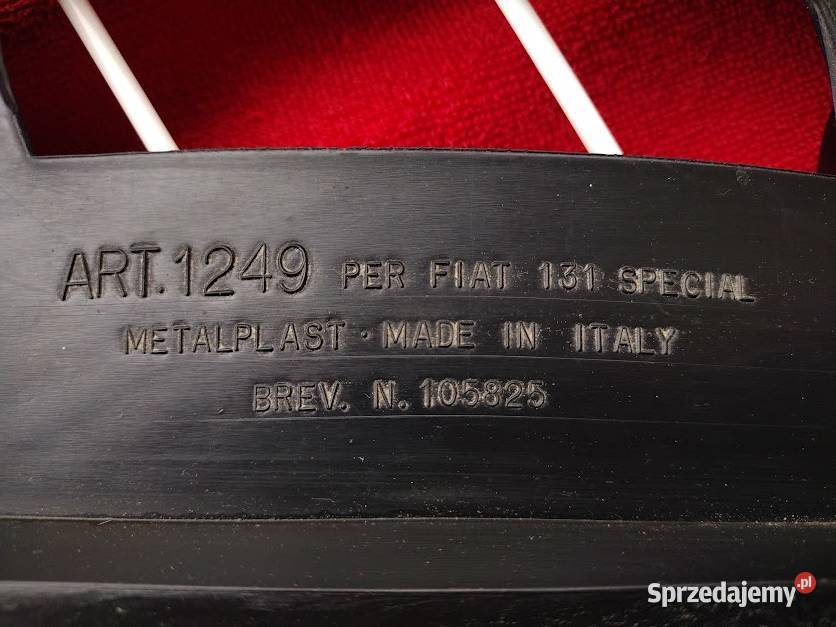 ART.1249 PER FIAT 131 SPECIAL
METALPLAST · MADE IN ITALY
BREV. N. 105825
Sprzedajemy.pl